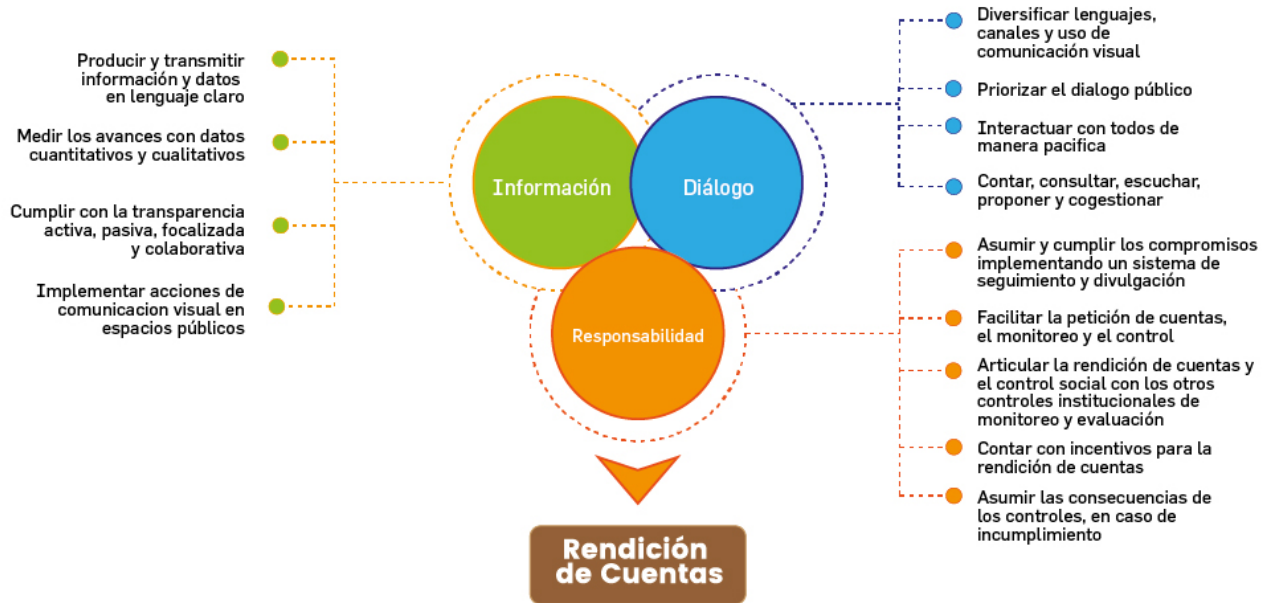 Producir y transmitir
información y datos
en lenguaje claro
Medir los avances con datos
cuantitativos y cualitativos
Cumplir con la transparencia
activa, pasiva, focalizada
y colaborativa
Implementar acciones de
comunicacion visual en
espacios públicos
Información
Diálogo
Responsabilidad
Diversificar lenguajes,
canales y uso de
comunicación visual
Priorizar el dialogo público
Interactuar con todos de
manera pacifica
Contar, consultar, escuchar,
proponer y cogestionar
Asumir y cumplir los compromisos
implementando un sistema de
seguimiento y divulgación
Facilitar la petición de cuentas,
el monitoreo y el control
Articular la rendición de cuentas y
el control social con los otros
controles institucionales de
monitoreo y evaluación
Contar con incentivos para la
rendición de cuentas
Asumir las consecuencias de
los controles, en caso de
incumplimiento
Rendición
de Cuentas